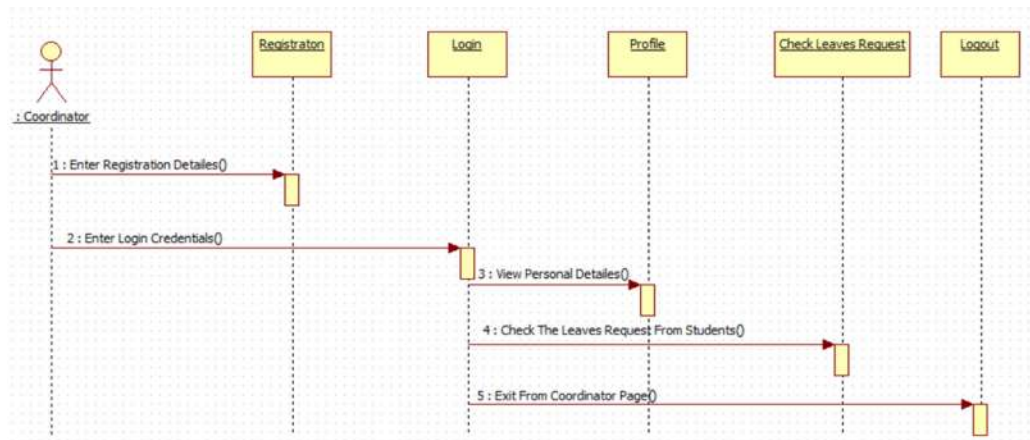 Registraton
Login
Profile
Check Leaves Request
Logout
: Coordinator
1 : Enter Registration Detailes()
2 : Enter Login Credentials()
3 : View Personal Detailes()
4 : Check The Leaves Request From Students()
5 : Exit From Coordinator Page()